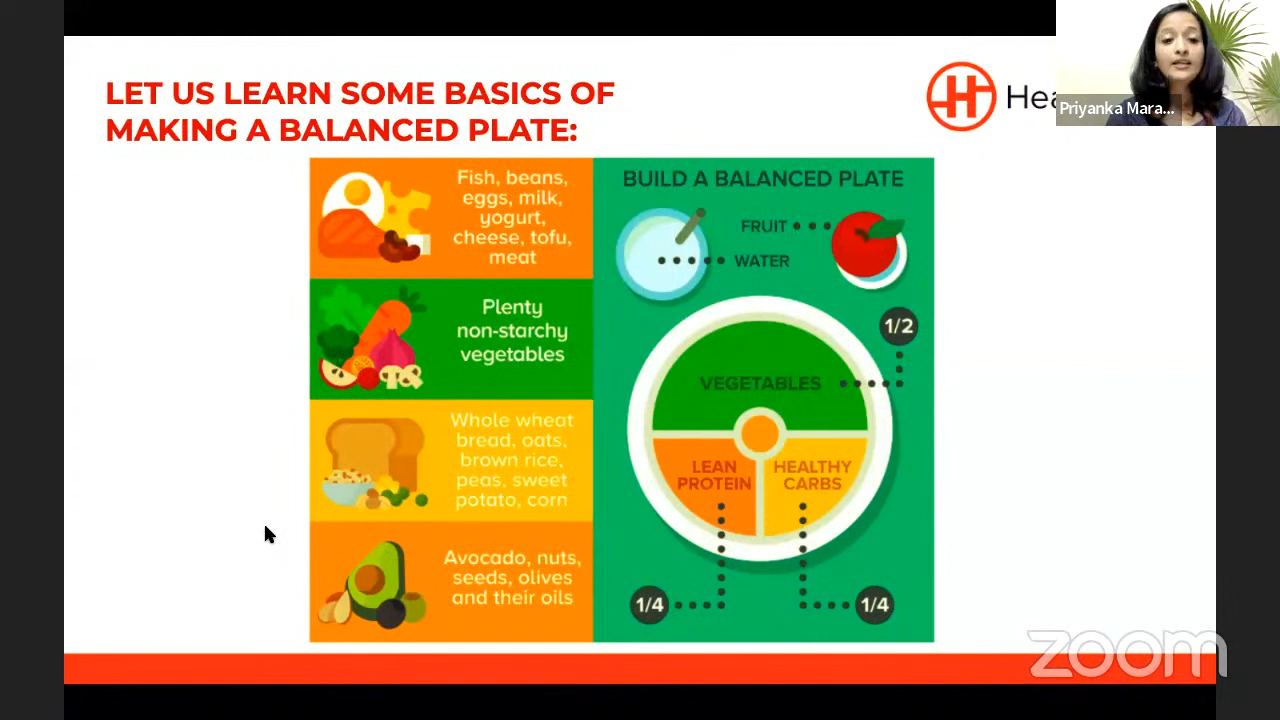 LET US LEARN SOME BASICS OF
MAKING A BALANCED PLATE:
H
Hea
Priyanka Mara...
Fish, beans,
eggs, milk,
yogurt,
cheese, tofu,
meat
Plenty
non-starchy
vegetables
Whole wheat
bread, oats,
brown rice,
peas, sweet
potato, corn
Avocado, nuts,
seeds, olives
and their oils
BUILD A BALANCED PLATE
FRUIT
WATER
1/2
VEGETABLES
LEAN
PROTEIN
HEALTHY
CARBS
1/4
1/4
zoom